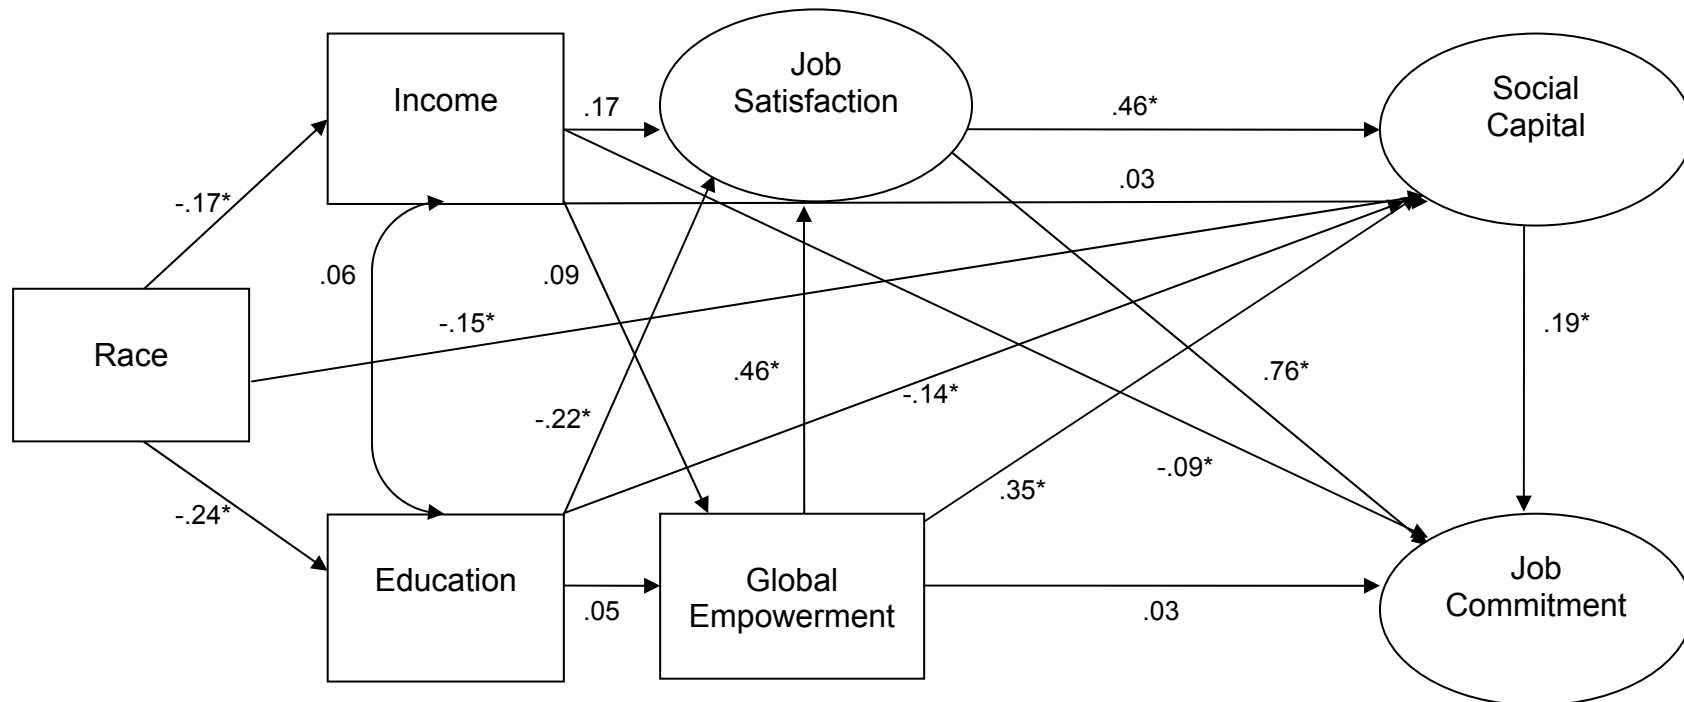 Income
.17
Job
Satisfaction
.46*
Social
Capital
-.17*
.03
.06
.09
Race
-.15*
.46*
.76*
.19*
-.22*
-.14*
-.09*
.35*
-.24*
Education
.05
Global
Empowerment
.03
Job
Commitment